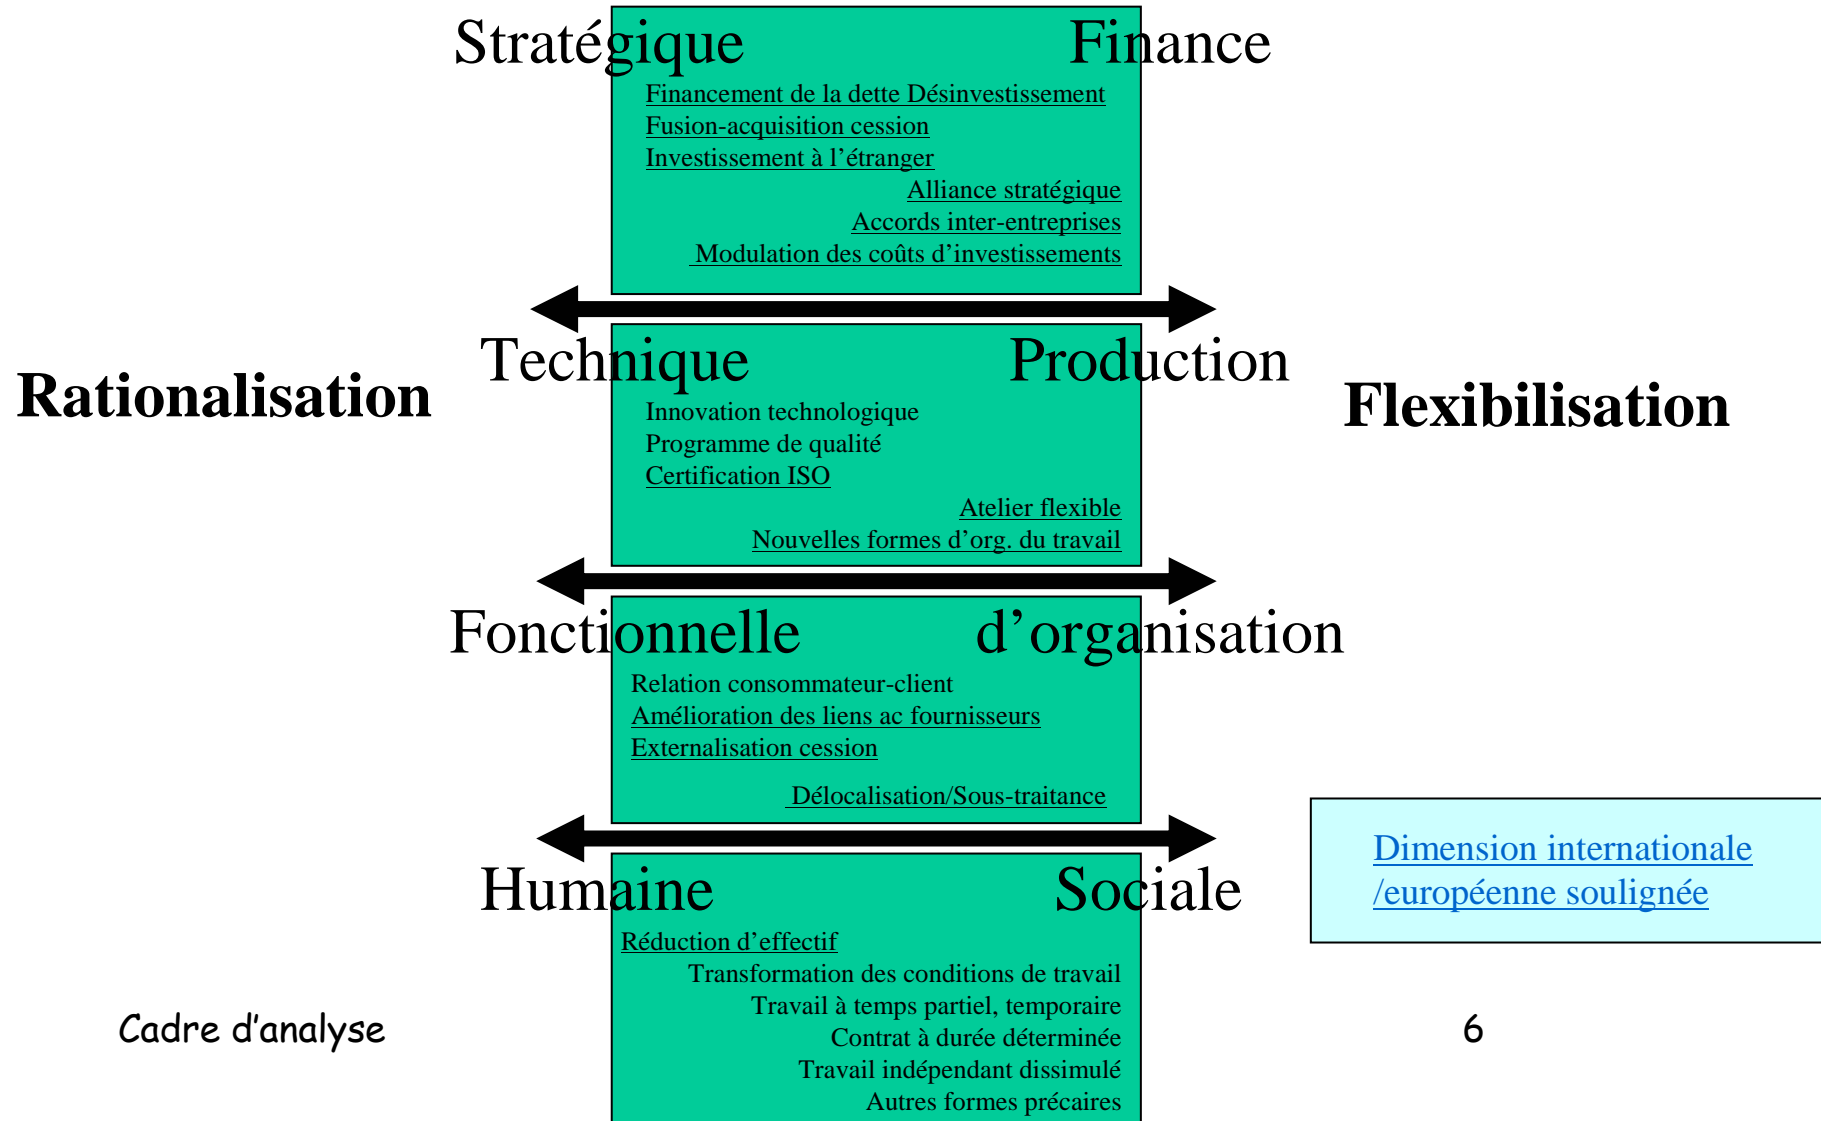 Stratégique Finance
Financement de la dette Désinvestissement
Fusion-acquisition cession
Investissement à l’étranger
Alliance stratégique
Accords inter-entreprises
Modulation des coûts d’investissements
Technique Production
Rationalisation
Flexibilisation
Innovation technologique
Programme de qualité
Certification ISO
Atelier flexible
Nouvelles formes d’org. du travail
Fonctionnelle d’organisation
Relation consommateur-client
Amélioration des liens ac fournisseurs
Externalisation cession
Délocalisation/Sous-traitance
Dimension internationale
/européenne soulignée
Humaine Sociale
Réduction d’effectif
Transformation des conditions de travail
Travail à temps partiel, temporaire
Contrat à durée déterminée
Travail indépendant dissimulé
Autres formes précaires
Cadre d’analyse
6